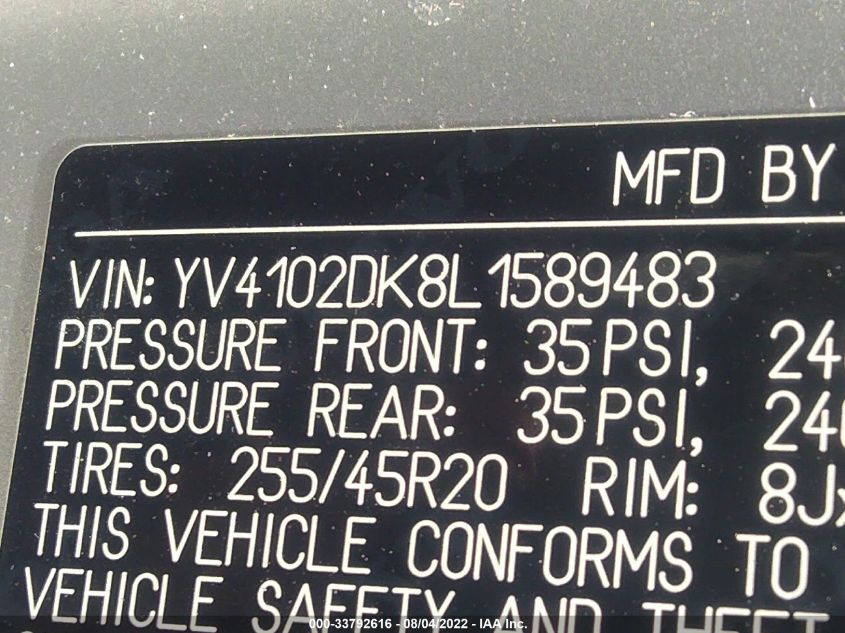 MFD BY
VIN: YV4102DK8L1589483
PRESSURE FRONT: 35PSI, 24
PRESSURE REAR: 35PSI, 24
TIRES: 255/45R20 RIM: 8Jx
THIS VEHICLE CONFORMS TO
VEHICLE SAFETY AND THEFT
000-33792616 - 08/04/2022 - IAA Inc.